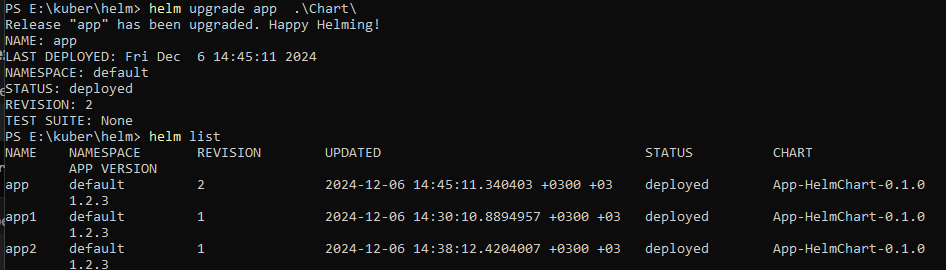 PS E:\kuber\helm> helm upgrade app  .\Chart\
Release "app" has been upgraded. Happy Helming!
NAME: app
LAST DEPLOYED: Fri Dec  6 14:45:11 2024
NAMESPACE: default
STATUS: deployed
REVISION: 2
TEST SUITE: None
PS E:\kuber\helm> helm list
NAME    NAMESPACE       REVISION        UPDATED                                 STATUS          CHART
        APP VERSION
app     default         2               2024-12-06 14:45:11.340403 +0300 +03    deployed        App-HelmChart-0.1.0
        1.2.3
app1    default         1               2024-12-06 14:30:10.8894957 +0300 +03   deployed        App-HelmChart-0.1.0
        1.2.3
app2    default         1               2024-12-06 14:38:12.4204007 +0300 +03   deployed        App-HelmChart-0.1.0
        1.2.3